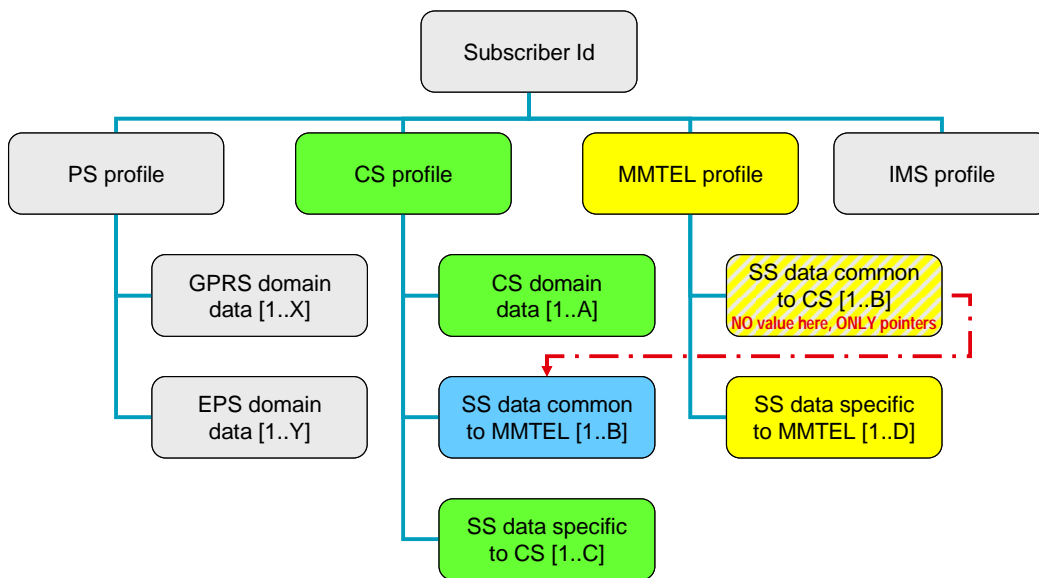 Subscriber Id
PS profile
CS profile
MMTEL profile
IMS profile
GPRS domain
data [1..X]
CS domain
data [1..A]
SS data common
to CS [1..B]
NO value here, ONLY pointers
EPS domain
data [1..Y]
SS data common
to MMTEL [1..B]
SS data specific
to MMTEL [1..D]
SS data specific
to CS [1..C]